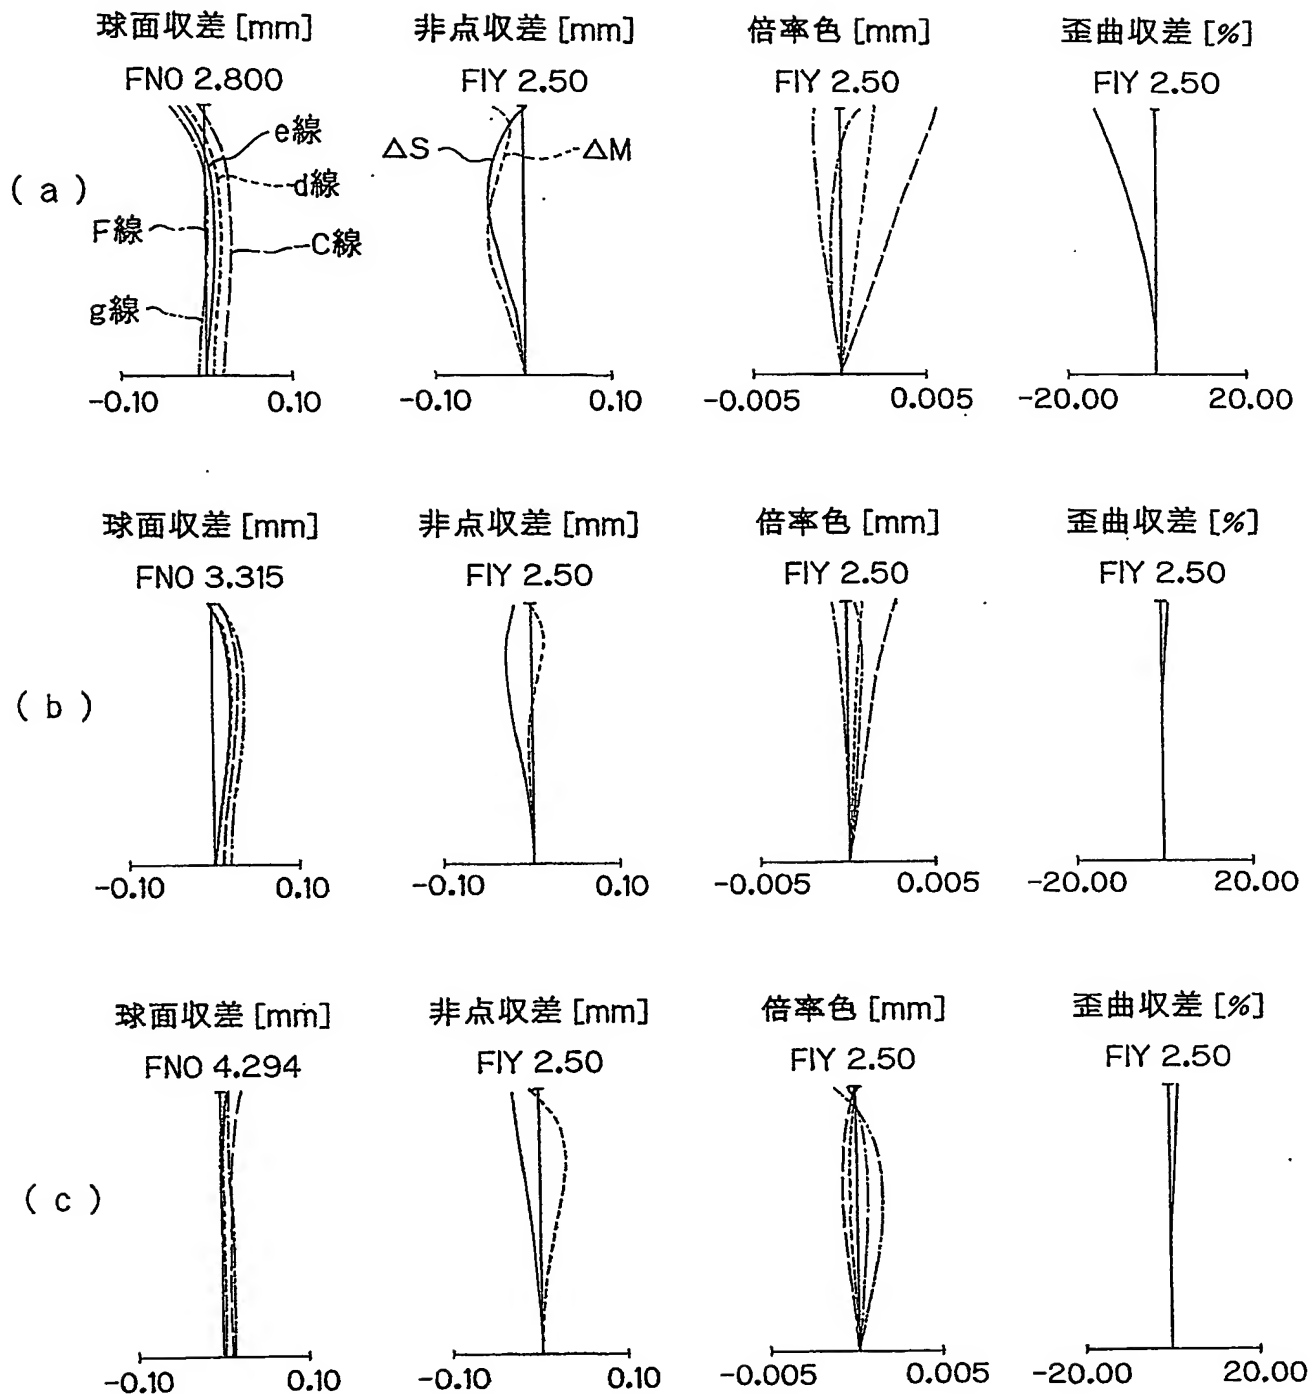 球面収差 [mm] 非点収差 [mm] 倍率色 [mm] 歪曲収差 [%]
FNO 2.800 FIY 2.50 FIY 2.50 FIY 2.50
e線
△S △M
d線
( a )
F線
C線
g線
-0.10 0.10 -0.10 0.10 -0.005 0.005 -20.00 20.00
球面収差 [mm] 非点収差 [mm] 倍率色 [mm] 歪曲収差 [%]
FNO 3.315 FIY 2.50 FIY 2.50 FIY 2.50
( b )
-0.10 0.10 -0.10 0.10 -0.005 0.005 -20.00 20.00
球面収差 [mm] 非点収差 [mm] 倍率色 [mm] 歪曲収差 [%]
FNO 4.294 FIY 2.50 FIY 2.50 FIY 2.50
( c )
-0.10 0.10 -0.10 0.10 -0.005 0.005 -20.00 20.00